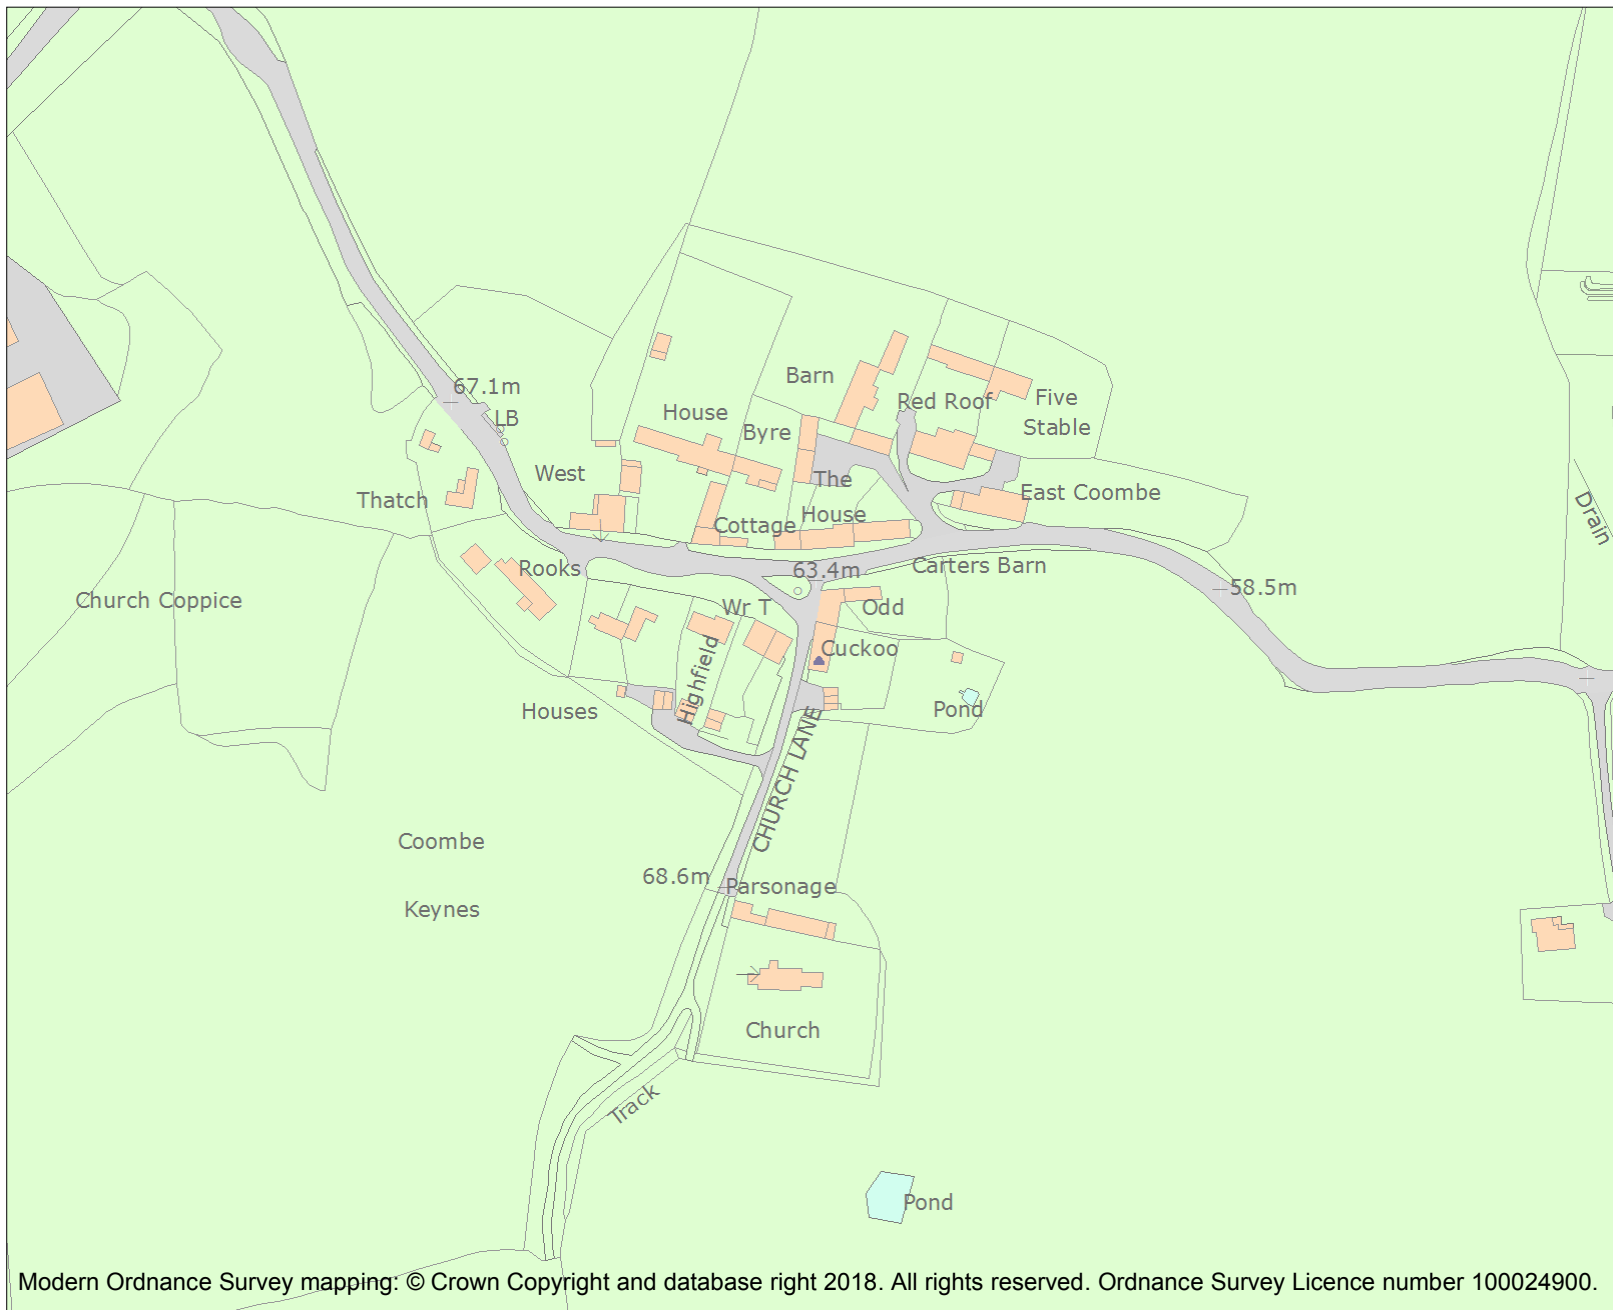 Barn
67.1m
Red Roof
Five
LB
House
Stable
Byre
West
The
Thatch
East Coombe
House
Cottage
Drain
63.4m
Carters Barn
Rooks
58.5m
Church Coppice
Wr T
Odd
Cuckoo
Highfield
Houses
Pond
CHURCH LANE
Coombe
68.6m
Parsonage
Keynes
Church
Track
Pond
Modern Ordnance Survey mapping: © Crown Copyright and database right 2018. All rights reserved. Ordnance Survey Licence number 100024900.